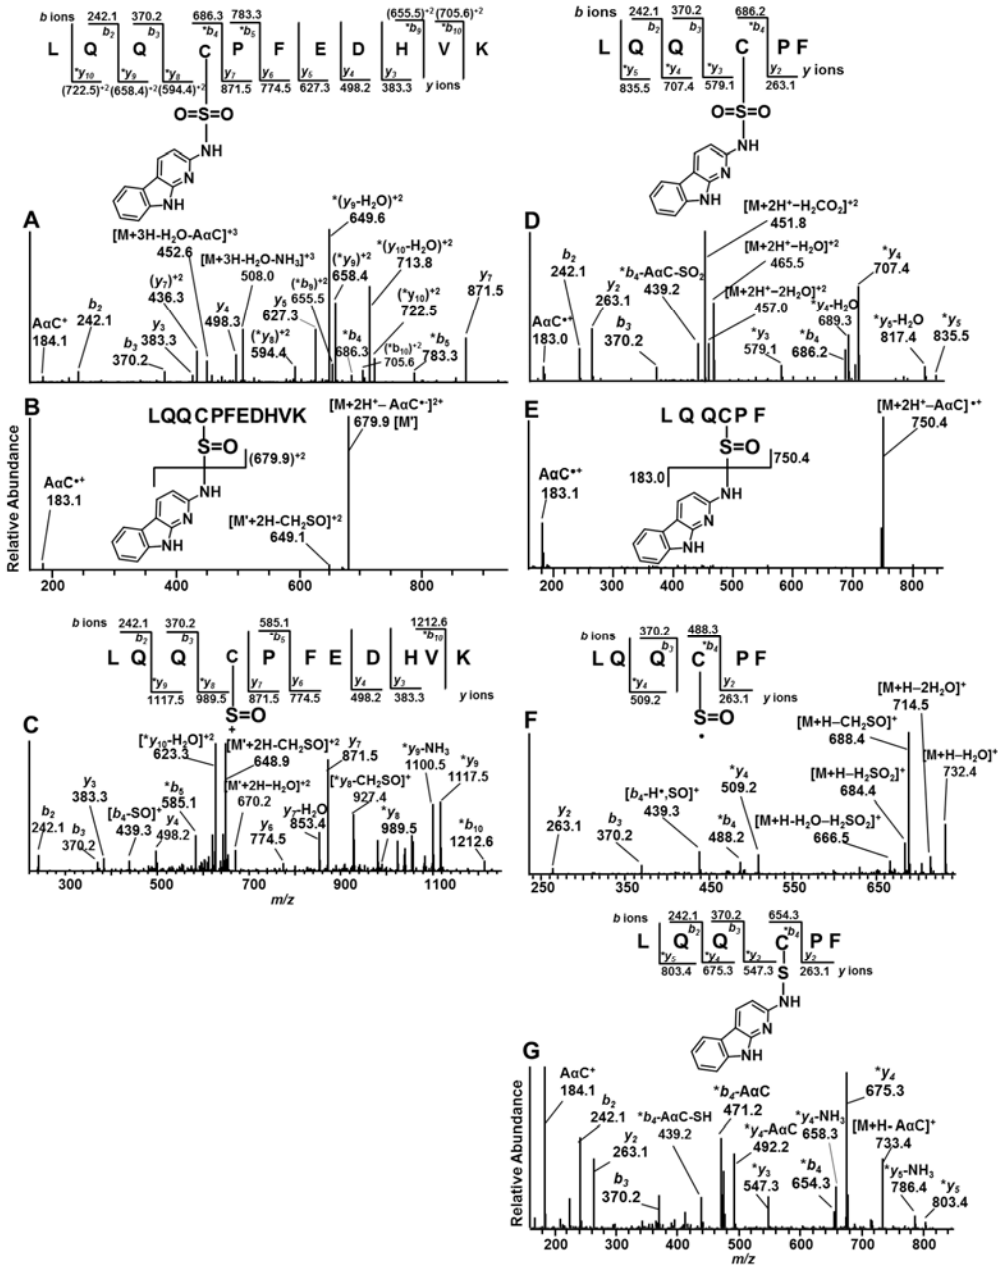 b ions 242.1 370.2 686.3 783.3 (655.5)+2 (705.6)+2
b2 b3 *b4 *b5 *b9 *b10
L Q Q C P F E D H V K
*y10 *y9 *y8 y7 y6 y5 y4 y3 y ions
(722.5)+2 (658.4)+2 (594.4)+2 871.5 774.5 627.3 498.2 383.3
O=S=O
NH
N
NH
b ions 242.1 370.2 686.2
b2 b3 *b4
L Q Q C P F
*y5 *y4 *y3 y2 y ions
835.5 707.4 579.1 263.1
O=S=O
NH
N
NH
A
AαC+
184.1
b2
242.1
b3
370.2
y3
383.3
(y7)+2
436.3
[M+3H-H2O-AαC]+3
452.6
y4
498.3
[M+3H-H2O-NH3]+3
508.0
(*y8)+2
594.4
y5
627.3
*(y9-H2O)+2
649.6
(*b9)+2
655.5
(*y9)+2
658.4
*b4
686.3
(*b10)+2
705.6
*(y10-H2O)+2
713.8
(*y10)+2
722.5
*b5
783.3
y7
871.5
D
AαC•+
183.0
b2
242.1
y2
263.1
b3
370.2
*b4-AαC-SO2
439.2
[M+2H+−H2CO2]+2
451.8
[M+2H+−H2O]+2
465.5
[M+2H+−2H2O]+2
457.0
*y3
579.1
*b4
686.2
*y4-H2O
689.3
*y4
707.4
*y5-H2O
817.4
*y5
835.5
B
LQQCPFEDHVK
S=O
(679.9)+2
NH
N
NH
AαC•+
183.1
[M+2H+− AαC•-]2+
679.9 [M']
[M'+2H-CH2SO]+2
649.1
Relative Abundance
200 400 600 800
E
L Q QCP F
S=O
183.0
750.4
NH
N
NH
AαC•+
183.1
[M+2H+−AαC]•+
750.4
200 300 400 500 600 700 800
b ions 242.1 370.2 585.1 1212.6
b2 b3 *b5 *b10
L Q Q C P F E D H V K
*y9 *y8 y7 y6 y4 y3 y ions
1117.5 989.5 871.5 774.5 498.2 383.3
S=O
+
C
b2
242.1
b3
370.2
y3
383.3
[b4-SO]+
439.3
y4
498.2
*b5
585.1
[*y10-H2O]+2
623.3
[M'+2H-CH2SO]+2
648.9
[M'+2H−H2O]+2
670.2
y6
774.5
y7-H2O
853.4
y7
871.5
[*y8-CH2SO]+
927.4
*y8
989.5
*y9-NH3
1100.5
*y9
1117.5
*b10
1212.6
300 500 700 900 1100
m/z
b ions 370.2 488.3
b3 *b4
L Q Q C P F
*y4 y2 y ions
509.2 263.1
S=O
•
F
y2
263.1
b3
370.2
[b4-H•,SO]+
439.3
*b4
488.2
*y4
509.2
[M+H-H2O−H2SO2]+
666.5
[M+H−H2SO2]+
684.4
[M+H−CH2SO]+
688.4
[M+H−2H2O]+
714.5
[M+H−H2O]+
732.4
250 350 450 550 650
b ions 242.1 370.2 654.3
b2 b3 *b4
L Q Q C P F
*y5 *y4 *y3 y2 y ions
803.4 675.3 547.3 263.1
S
NH
N
NH
G
AαC+
184.1
b2
242.1
y2
263.1
b3
370.2
*b4-AαC-SH
439.2
*b4-AαC
471.2
*y4-AαC
492.2
*y3
547.3
*b4
654.3
*y4-NH3
658.3
*y4
675.3
[M+H- AαC]+
733.4
*y5-NH3
786.4
*y5
803.4
Relative Abundance
200 300 400 500 600 700 800
m/z